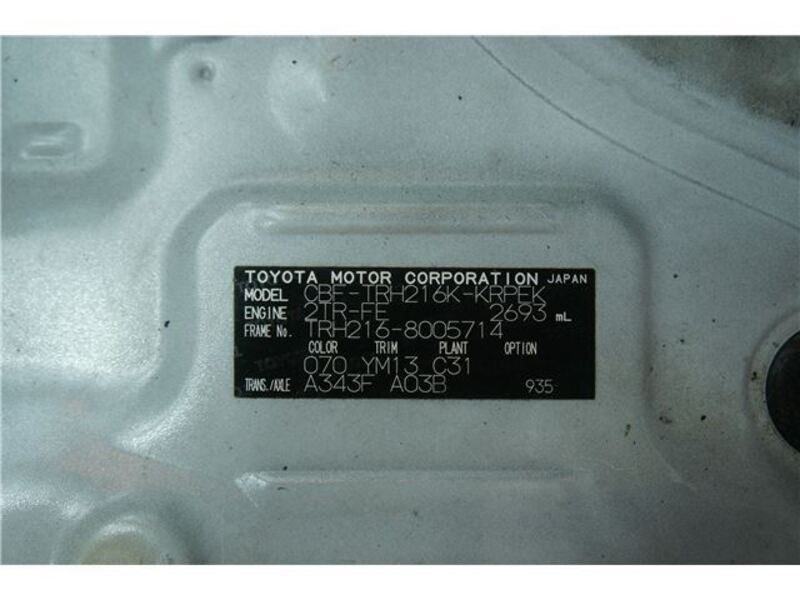 TOYOTA MOTOR CORPORATION JAPAN
MODEL CBF-TRH216K-KRPEK
ENGINE 2TR-FE 2693 mL
FRAME No. TRH216-8005714
COLOR TRIM PLANT OPTION
070 YM13 C31
TRANS./AXLE A343F A03B 935